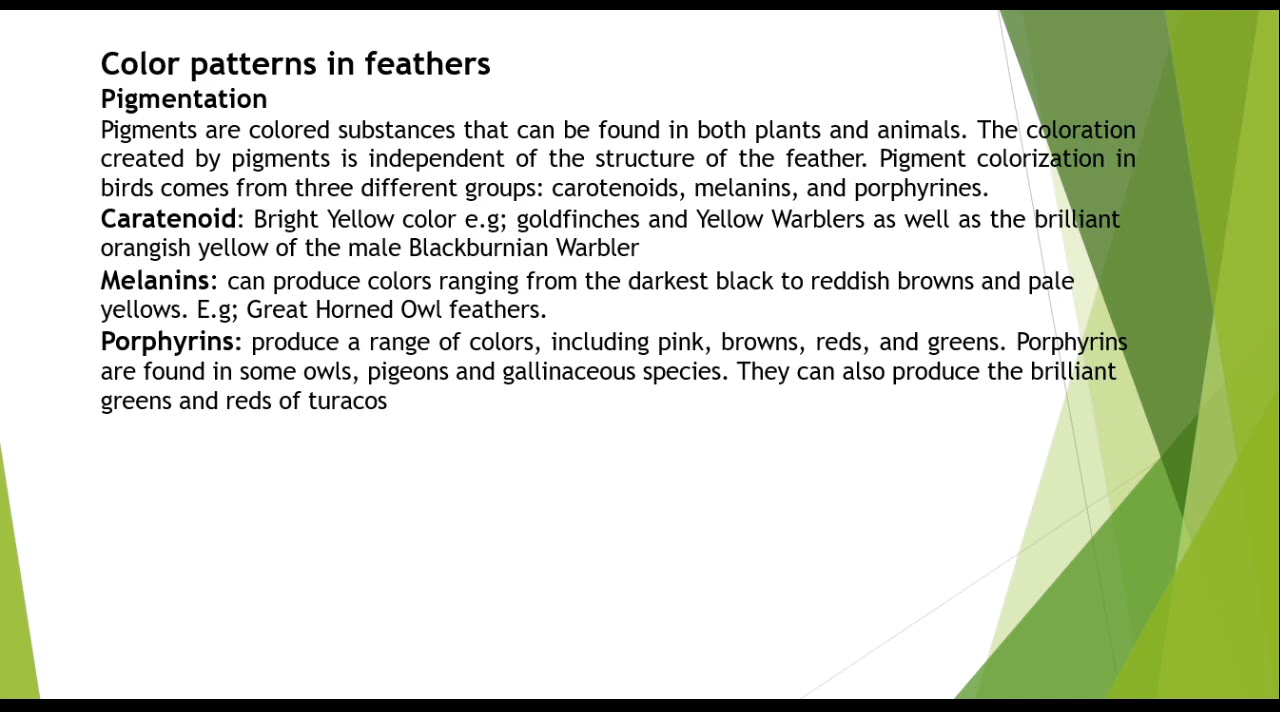 Color patterns in feathers
Pigmentation
Pigments are colored substances that can be found in both plants and animals. The coloration
created by pigments is independent of the structure of the feather. Pigment colorization in
birds comes from three different groups: carotenoids, melanins, and porphyrines.
Caratenoid: Bright Yellow color e.g; goldfinches and Yellow Warblers as well as the brilliant
orangish yellow of the male Blackburnian Warbler
Melanins: can produce colors ranging from the darkest black to reddish browns and pale
yellows. E.g; Great Horned Owl feathers.
Porphyrins: produce a range of colors, including pink, browns, reds, and greens. Porphyrins
are found in some owls, pigeons and gallinaceous species. They can also produce the brilliant
greens and reds of turacos